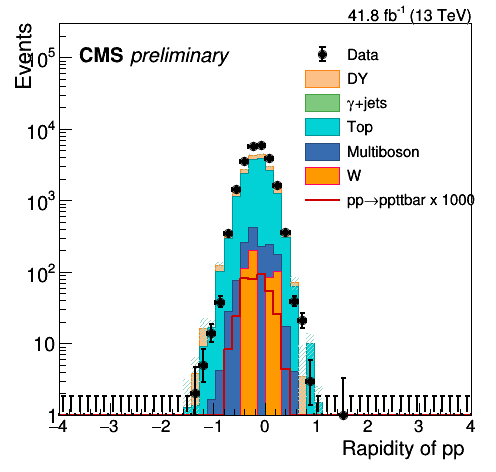 41.8 fb⁻¹ (13 TeV)
Events
CMS preliminary
Data
DY
γ+jets
Top
Multiboson
W
pp→ppttbar x 1000
10⁵
10⁴
10³
10²
10
1
−4 −3 −2 −1 0 1 2 3 4
Rapidity of pp